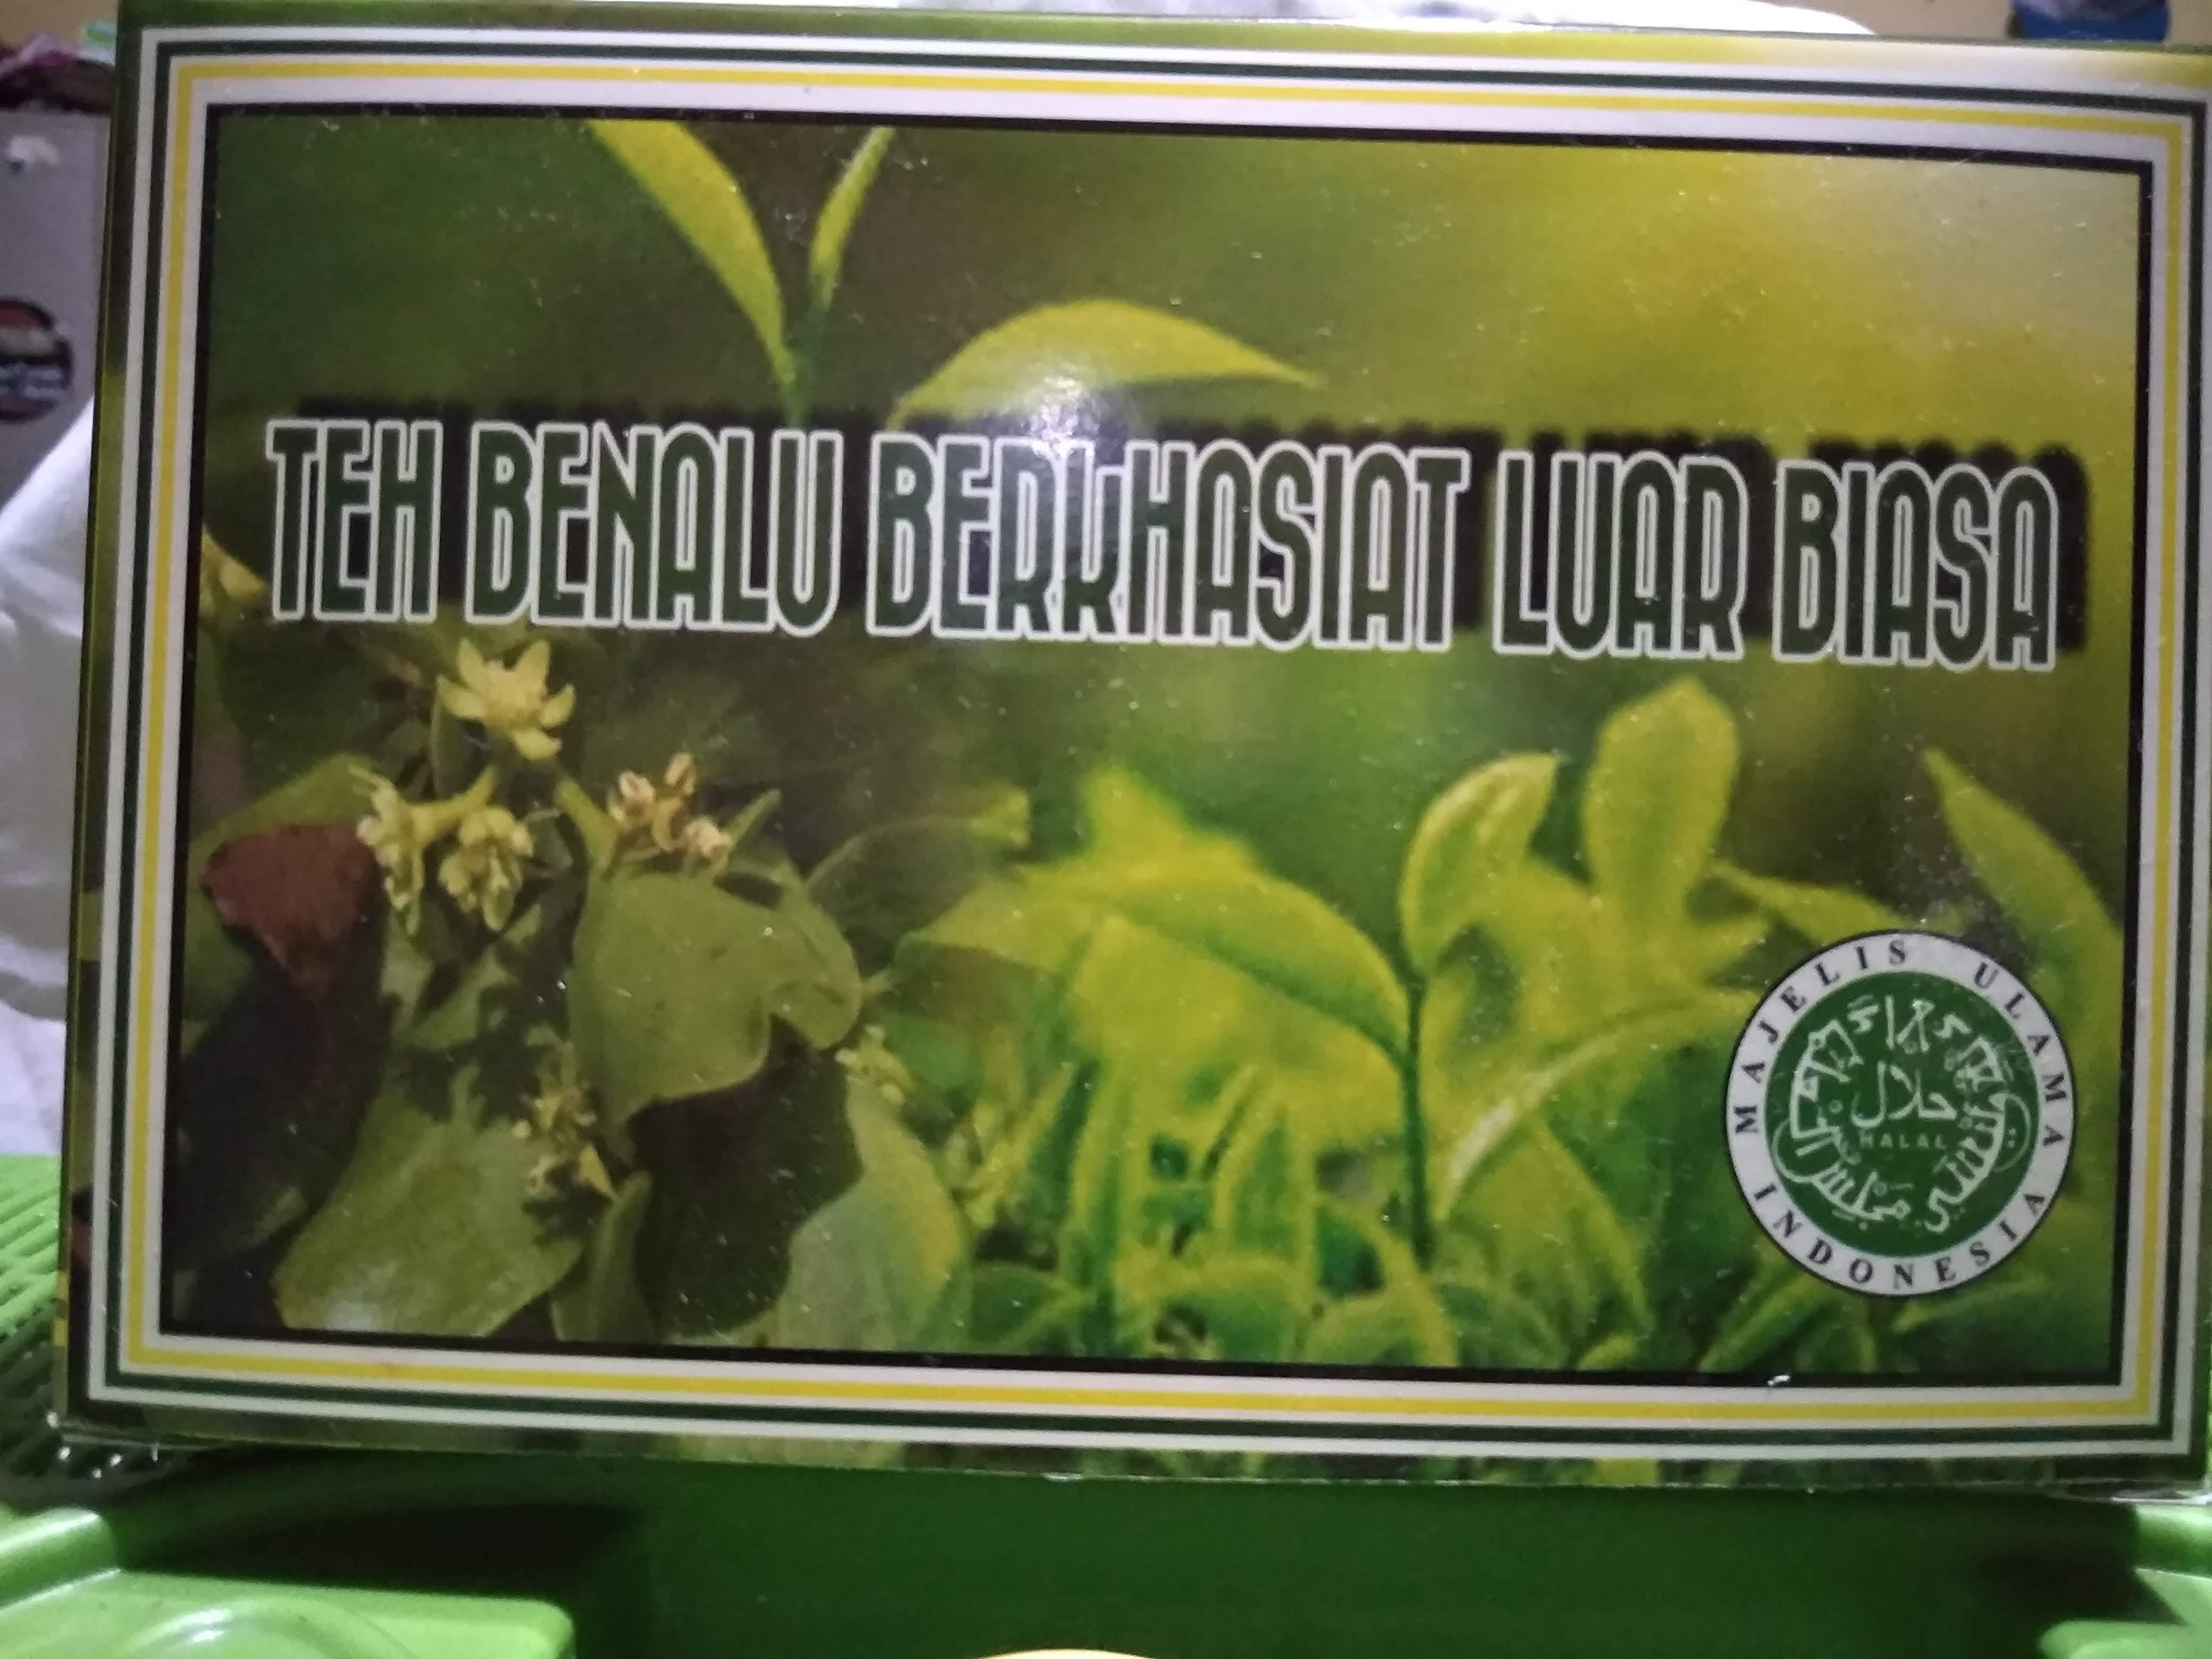 TEH BENALU BERKHASIAT LUAR BIASA
MAJELIS ULAMA INDONESIA
حلال
HALAL